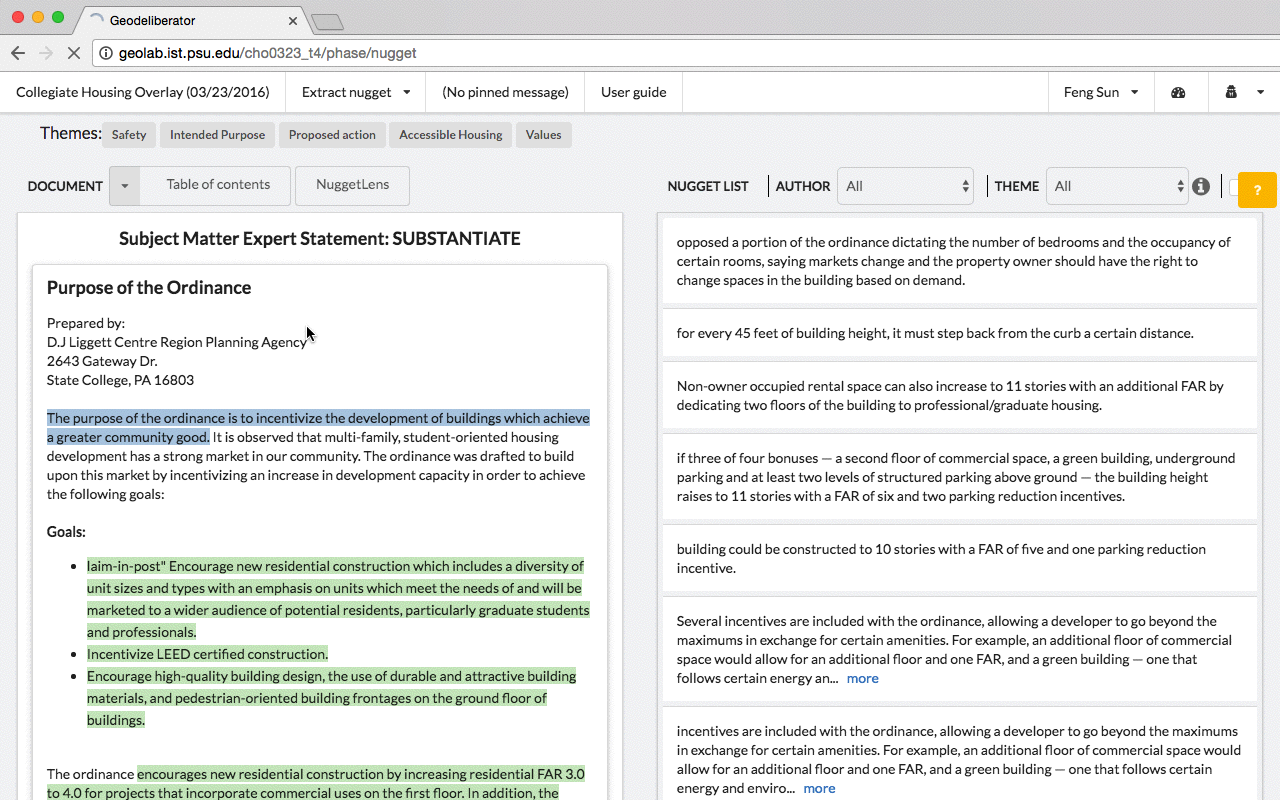 Geodeliberator
geolab.ist.psu.edu/cho0323_t4/phase/nugget
Collegiate Housing Overlay (03/23/2016)
Extract nugget
(No pinned message)
User guide
Feng Sun
Themes:
Safety
Intended Purpose
Proposed action
Accessible Housing
Values
DOCUMENT
Table of contents
NuggetLens
NUGGET LIST
AUTHOR
All
THEME
All
?
Subject Matter Expert Statement: SUBSTANTIATE
Purpose of the Ordinance
Prepared by:
D.J Liggett Centre Region Planning Agency
2643 Gateway Dr.
State College, PA 16803
The purpose of the ordinance is to incentivize the development of buildings which achieve
a greater community good. It is observed that multi-family, student-oriented housing
development has a strong market in our community. The ordinance was drafted to build
upon this market by incentivizing an increase in development capacity in order to achieve
the following goals:
Goals:
laim-in-post" Encourage new residential construction which includes a diversity of
unit sizes and types with an emphasis on units which meet the needs of and will be
marketed to a wider audience of potential residents, particularly graduate students
and professionals.
Incentivize LEED certified construction.
Encourage high-quality building design, the use of durable and attractive building
materials, and pedestrian-oriented building frontages on the ground floor of
buildings.
The ordinance encourages new residential construction by increasing residential FAR 3.0
to 4.0 for projects that incorporate commercial uses on the first floor. In addition, the
opposed a portion of the ordinance dictating the number of bedrooms and the occupancy of
certain rooms, saying markets change and the property owner should have the right to
change spaces in the building based on demand.
for every 45 feet of building height, it must step back from the curb a certain distance.
Non-owner occupied rental space can also increase to 11 stories with an additional FAR by
dedicating two floors of the building to professional/graduate housing.
if three of four bonuses — a second floor of commercial space, a green building, underground
parking and at least two levels of structured parking above ground — the building height
raises to 11 stories with a FAR of six and two parking reduction incentives.
building could be constructed to 10 stories with a FAR of five and one parking reduction
incentive.
Several incentives are included with the ordinance, allowing a developer to go beyond the
maximums in exchange for certain amenities. For example, an additional floor of commercial
space would allow for an additional floor and one FAR, and a green building — one that
follows certain energy an... more
incentives are included with the ordinance, allowing a developer to go beyond the maximums
in exchange for certain amenities. For example, an additional floor of commercial space would
allow for an additional floor and one FAR, and a green building — one that follows certain
energy and enviro... more